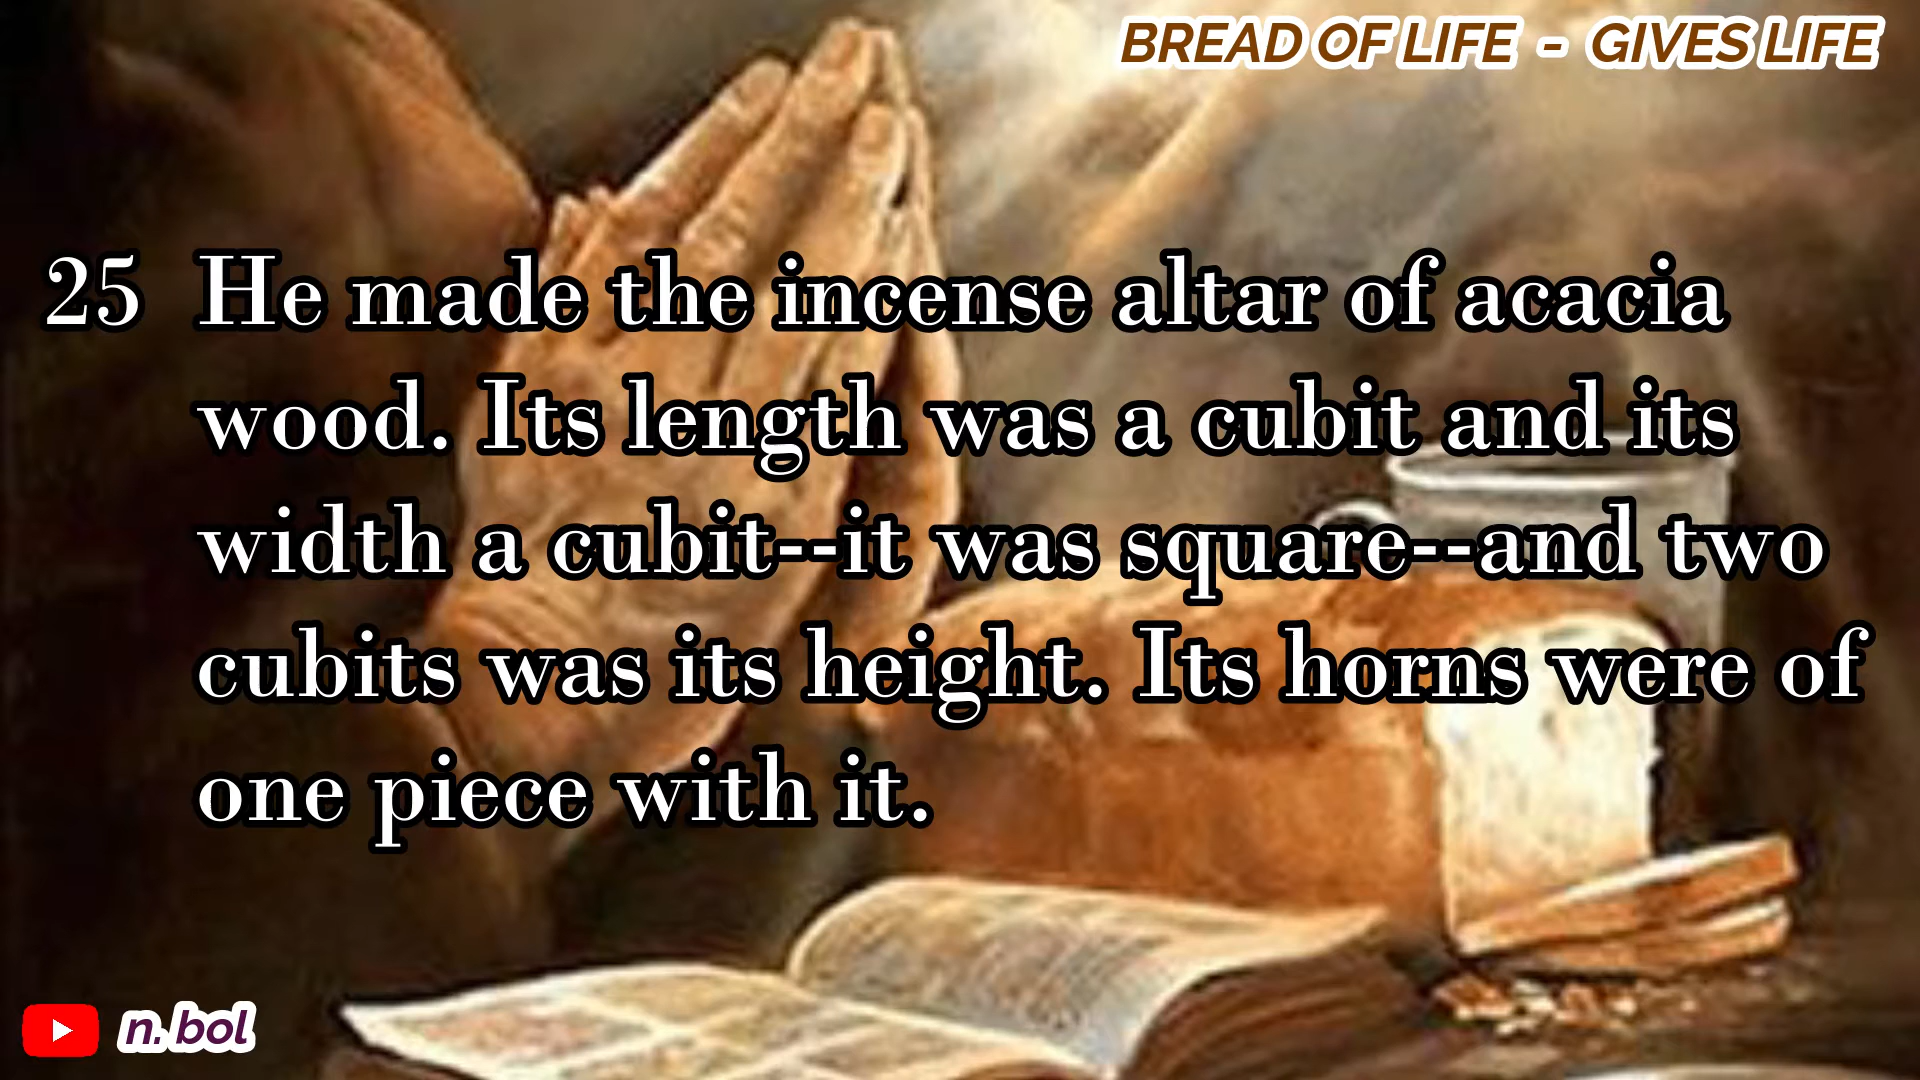 BREAD OF LIFE - GIVES LIFE
25 He made the incense altar of acacia
wood. Its length was a cubit and its
width a cubit--it was square--and two
cubits was its height. Its horns were of
one piece with it.
n. bol